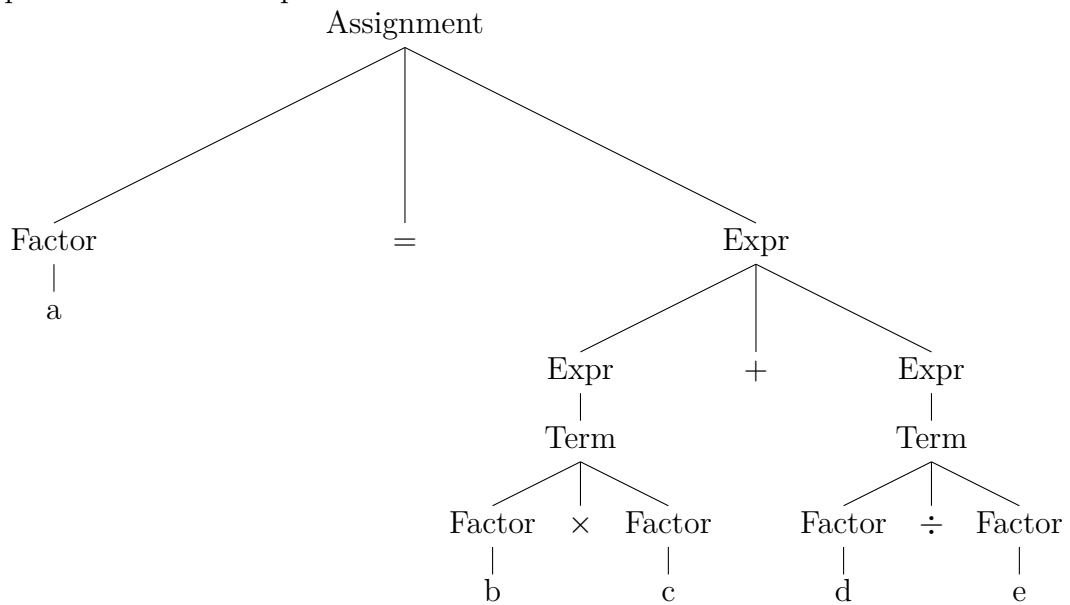 Assignment
Factor = Expr
a
Expr + Expr
Term Term
Factor × Factor Factor ÷ Factor
b c d e